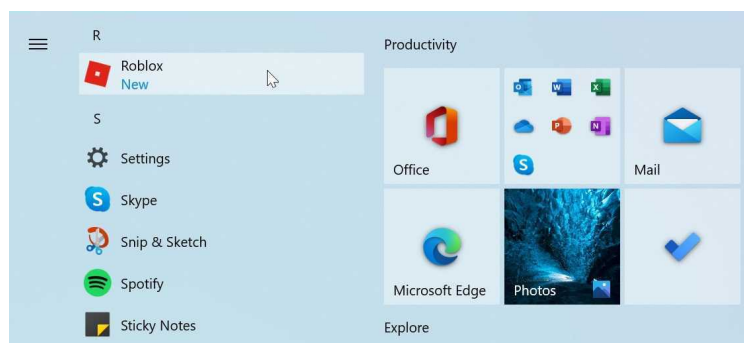 R
Roblox
New
S
Settings
Skype
Snip & Sketch
Spotify
Sticky Notes
Productivity
Office
Mail
Microsoft Edge
Photos
Explore